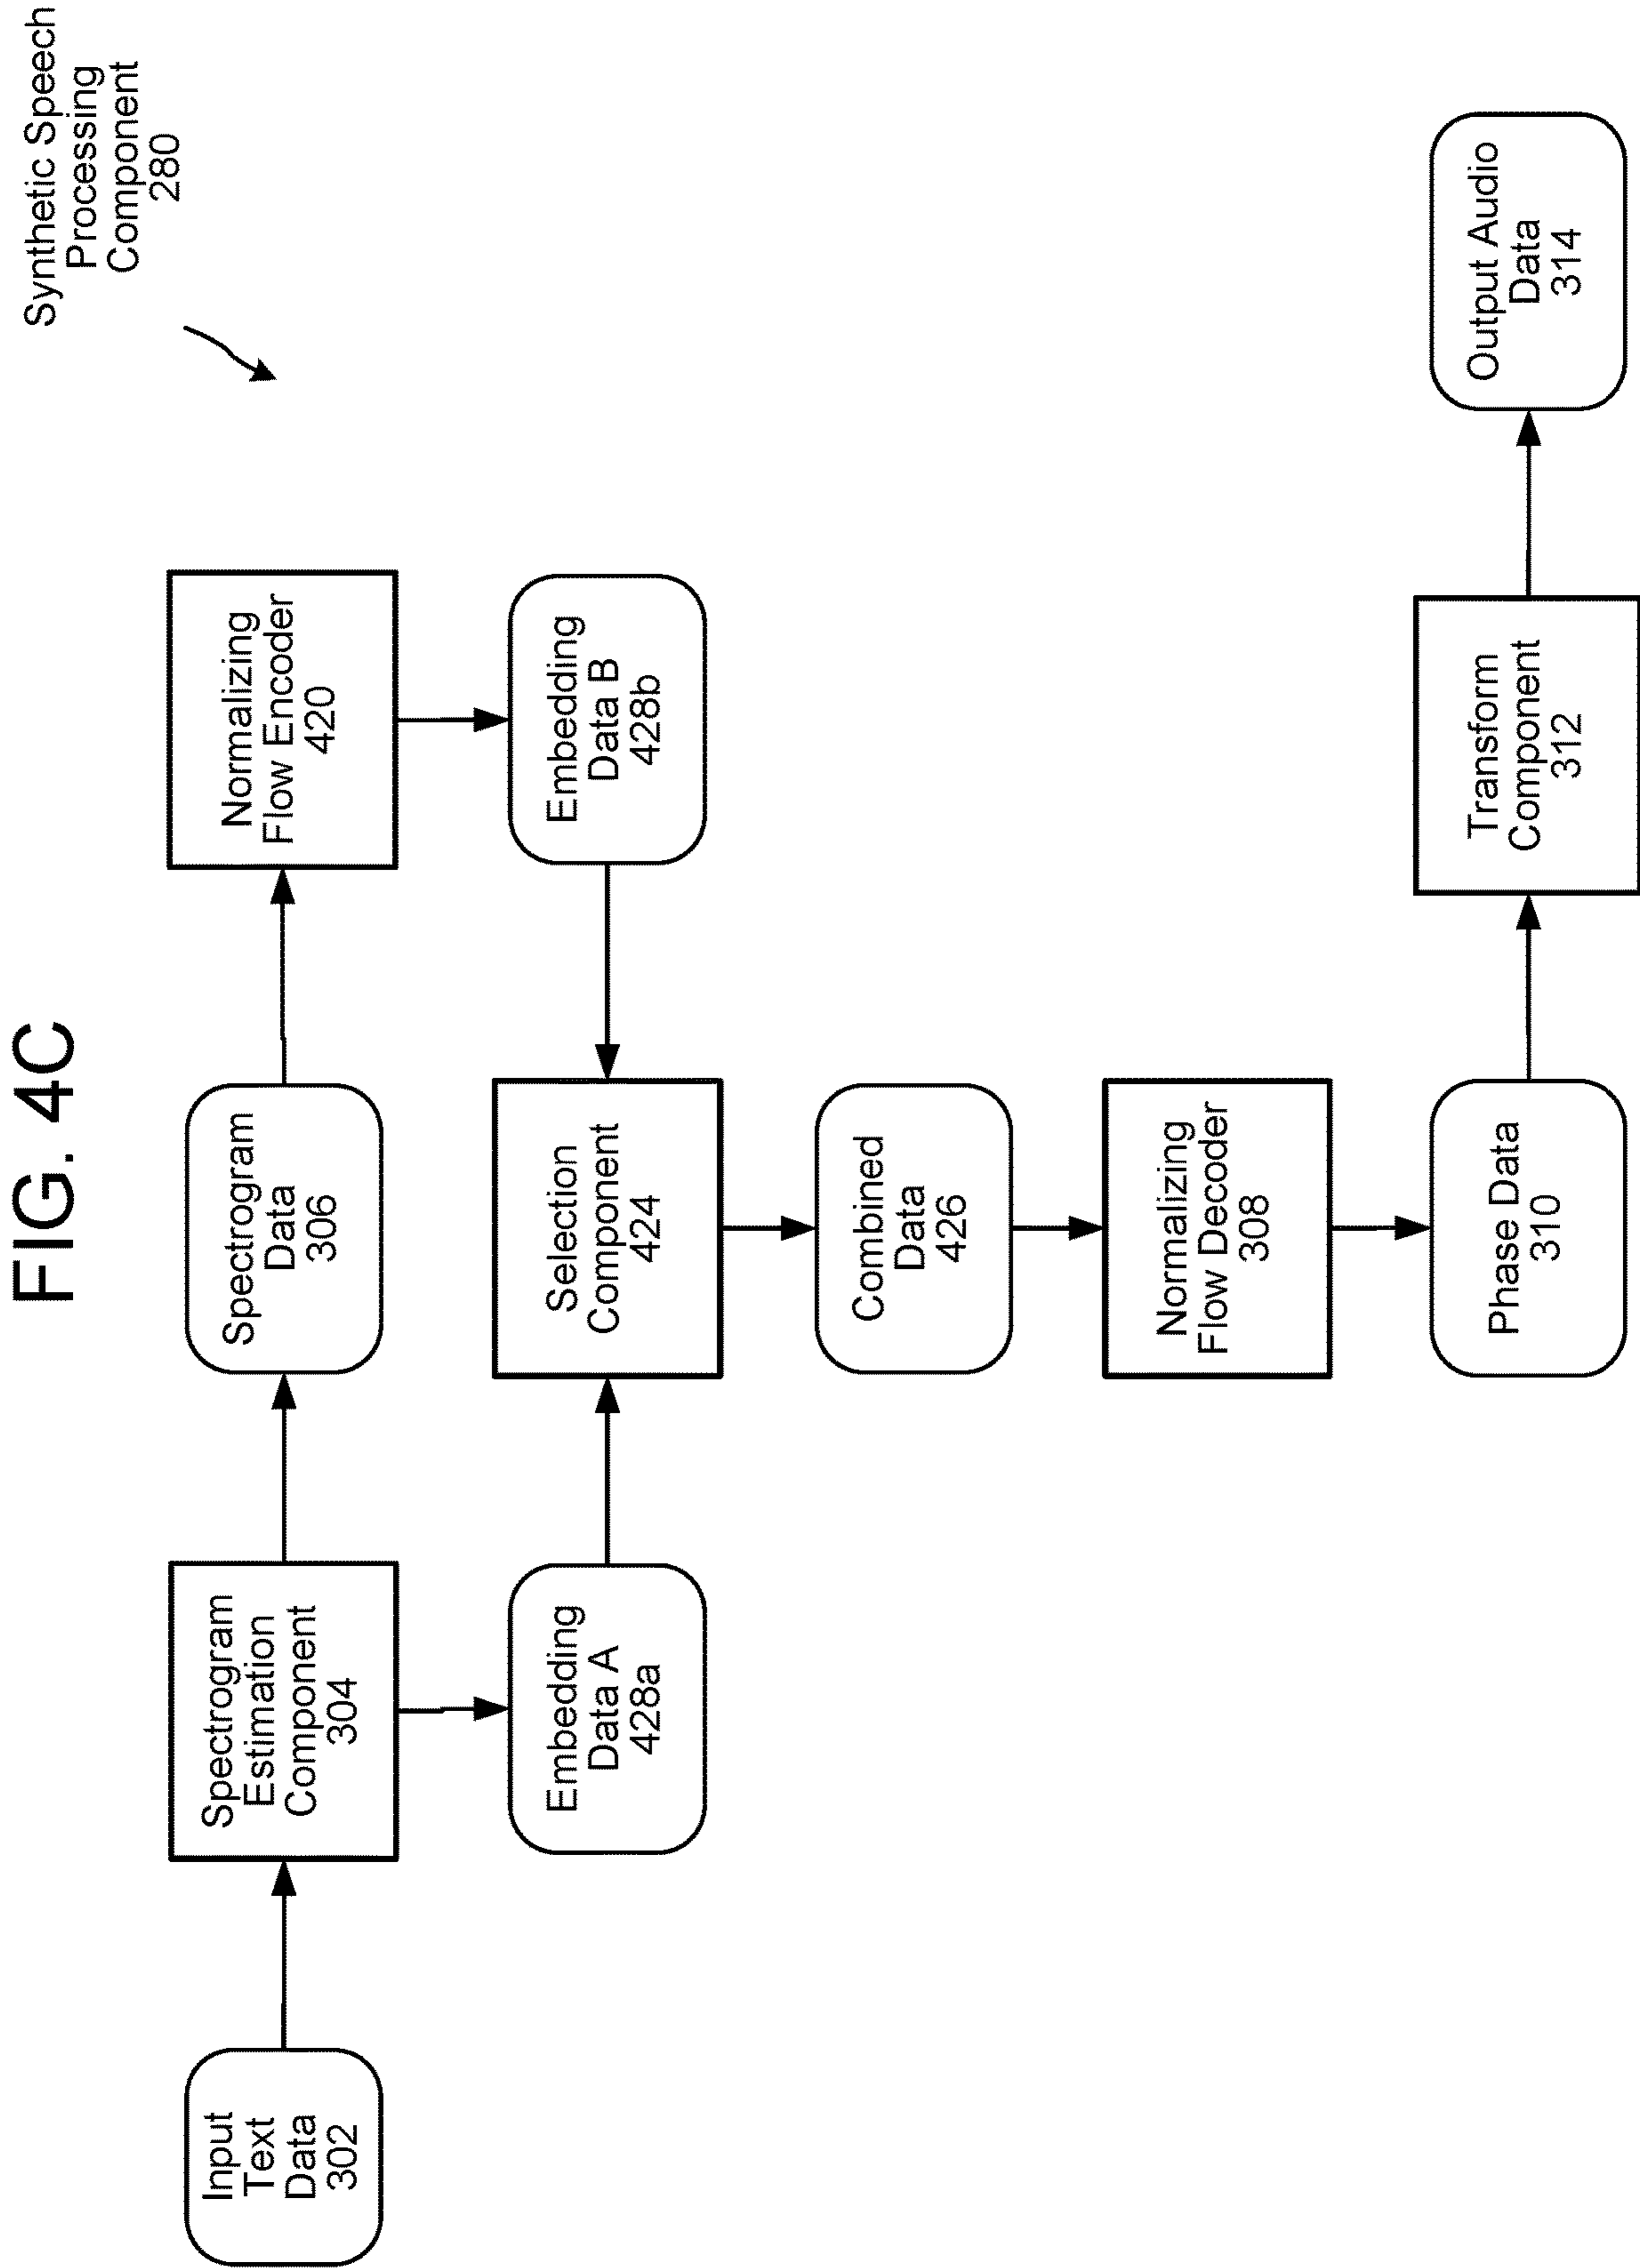 FIG. 4C
Synthetic Speech
Processing
Component
280
Input
Text
Data
302
Spectrogram
Estimation
Component
304
Spectrogram
Data
306
Normalizing
Flow Encoder
420
Embedding
Data A
428a
Selection
Component
424
Embedding
Data B
428b
Combined
Data
426
Normalizing
Flow Decoder
308
Phase Data
310
Transform
Component
312
Output Audio
Data
314